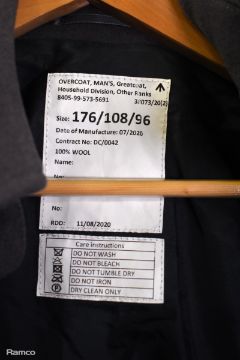 OVERCOAT, MAN'S, Greatcoat,
Household Division, Other Ranks
8405-99-573-5691
Size: 176/108/96
Date of Manufacture: 07/2020
Contract No: DC/0042
100% WOOL
Name:
No:
RDD: 11/08/2020
Care Instructions
DO NOT WASH
DO NOT BLEACH
DO NOT TUMBLE DRY
DO NOT IRON
DRY CLEAN ONLY
Ramco